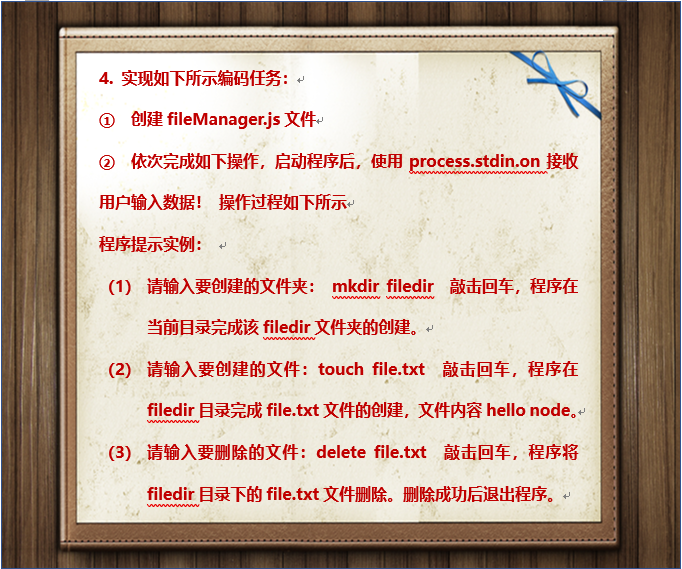 4. 实现如下所示编码任务：
① 创建 fileManager.js 文件
② 依次完成如下操作，启动程序后，使用 process.stdin.on 接收
用户输入数据！ 操作过程如下所示
程序提示实例：
（1） 请输入要创建的文件夹： mkdir filedir 敲击回车，程序在
当前目录完成该 filedir 文件夹的创建。
（2） 请输入要创建的文件：touch file.txt 敲击回车，程序在
filedir 目录完成 file.txt 文件的创建，文件内容 hello node。
（3） 请输入要删除的文件：delete file.txt 敲击回车，程序将
filedir 目录下的 file.txt 文件删除。删除成功后退出程序。